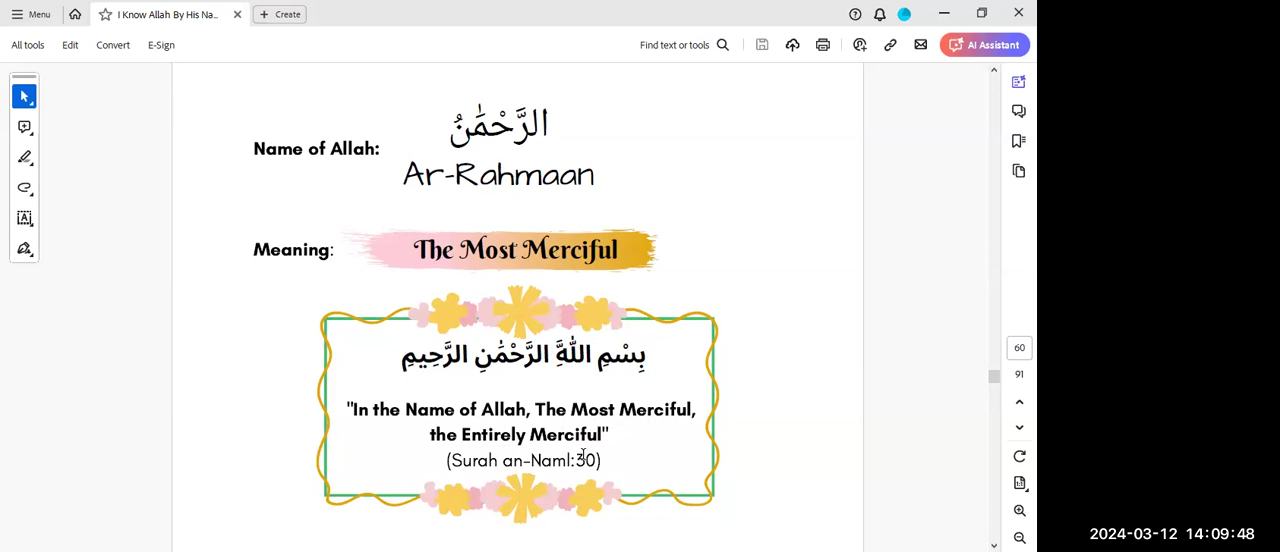 Menu
I Know Allah By His Na...
Create
All tools
Edit
Convert
E-Sign
Find text or tools
AI Assistant
الرَّحْمَٰنُ
Name of Allah:
Ar-Rahmaan
Meaning:
The Most Merciful
بِسْمِ اللَّهِ الرَّحْمَٰنِ الرَّحِيمِ
"In the Name of Allah, The Most Merciful,
the Entirely Merciful"
(Surah an-Naml:30)
60
91
2024-03-12 14:09:48